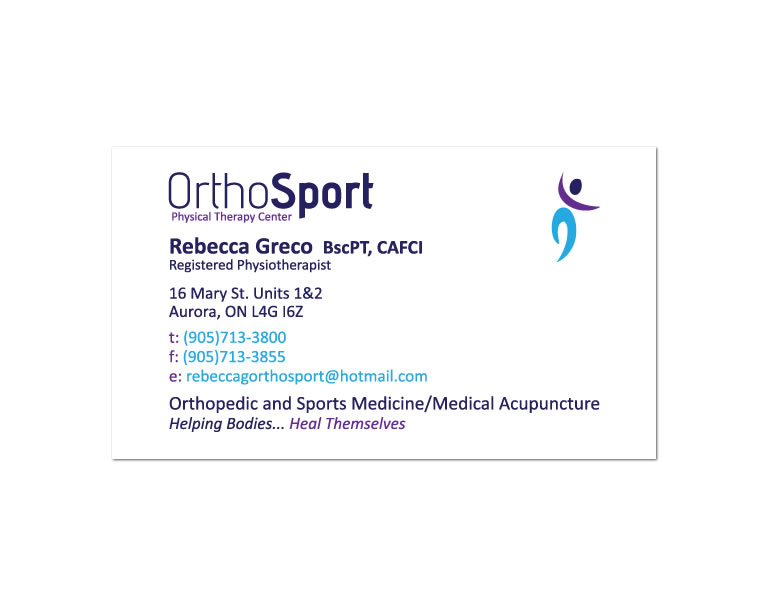 OrthoSport
Physical Therapy Center
Rebecca Greco BscPT, CAFCI
Registered Physiotherapist
16 Mary St. Units 1&2
Aurora, ON L4G I6Z
t: (905)713-3800
f: (905)713-3855
e: rebeccagorthosport@hotmail.com
Orthopedic and Sports Medicine/Medical Acupuncture
Helping Bodies... Heal Themselves